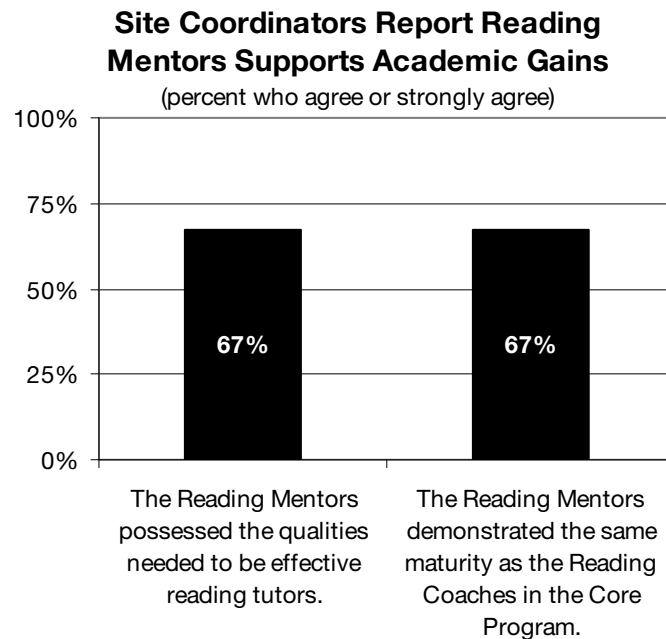 Site Coordinators Report Reading
Mentors Supports Academic Gains
(percent who agree or strongly agree)
100%
75%
50%
25%
0%
67%
67%
The Reading Mentors
possessed the qualities
needed to be effective
reading tutors.
The Reading Mentors
demonstrated the same
maturity as the Reading
Coaches in the Core
Program.